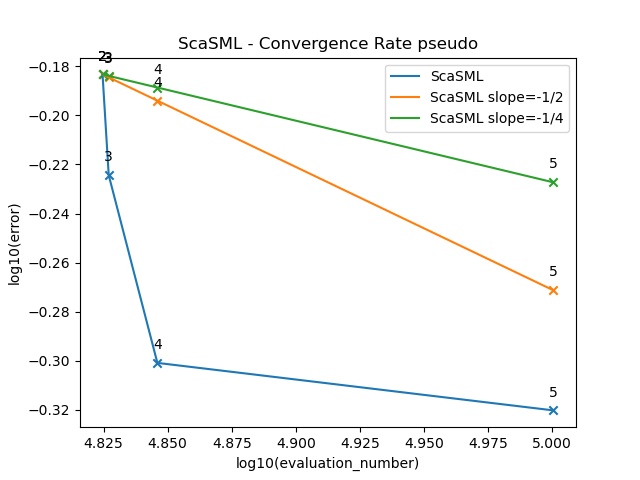 ScaSML - Convergence Rate pseudo
log10(error)
−0.18
−0.20
−0.22
−0.24
−0.26
−0.28
−0.30
−0.32
2
3
3
4
4
4
5
5
5
ScaSML
ScaSML slope=-1/2
ScaSML slope=-1/4
4.825 4.850 4.875 4.900 4.925 4.950 4.975 5.000
log10(evaluation_number)